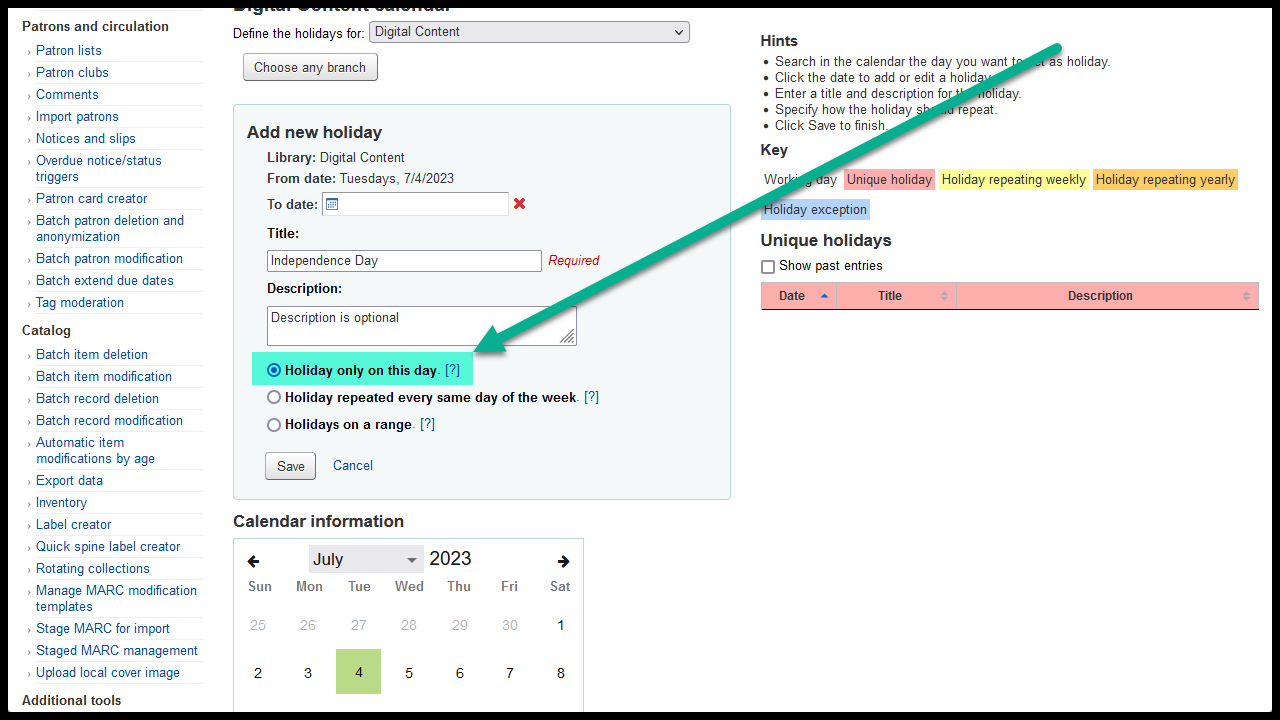 Patrons and circulation
› Patron lists
› Patron clubs
› Comments
› Import patrons
› Notices and slips
› Overdue notice/status
triggers
› Patron card creator
› Batch patron deletion and
anonymization
› Batch patron modification
› Batch extend due dates
› Tag moderation
Catalog
› Batch item deletion
› Batch item modification
› Batch record deletion
› Batch record modification
› Automatic item
modifications by age
› Export data
› Inventory
› Label creator
› Quick spine label creator
› Rotating collections
› Manage MARC modification
templates
› Stage MARC for import
› Staged MARC management
› Upload local cover image
Additional tools
Digital Content calendar
Define the holidays for: Digital Content
Choose any branch
Add new holiday
Library: Digital Content
From date: Tuesdays, 7/4/2023
To date:
Title:
Independence Day Required
Description:
Description is optional
Holiday only on this day. [?]
Holiday repeated every same day of the week. [?]
Holidays on a range. [?]
Save Cancel
Calendar information
July 2023
Sun Mon Tue Wed Thu Fri Sat
25 26 27 28 29 30 1
2 3 4 5 6 7 8
Hints
• Search in the calendar the day you want to set as holiday.
• Click the date to add or edit a holiday.
• Enter a title and description for the holiday.
• Specify how the holiday should repeat.
• Click Save to finish.
Key
Working day Unique holiday Holiday repeating weekly Holiday repeating yearly
Holiday exception
Unique holidays
Show past entries
Date Title Description